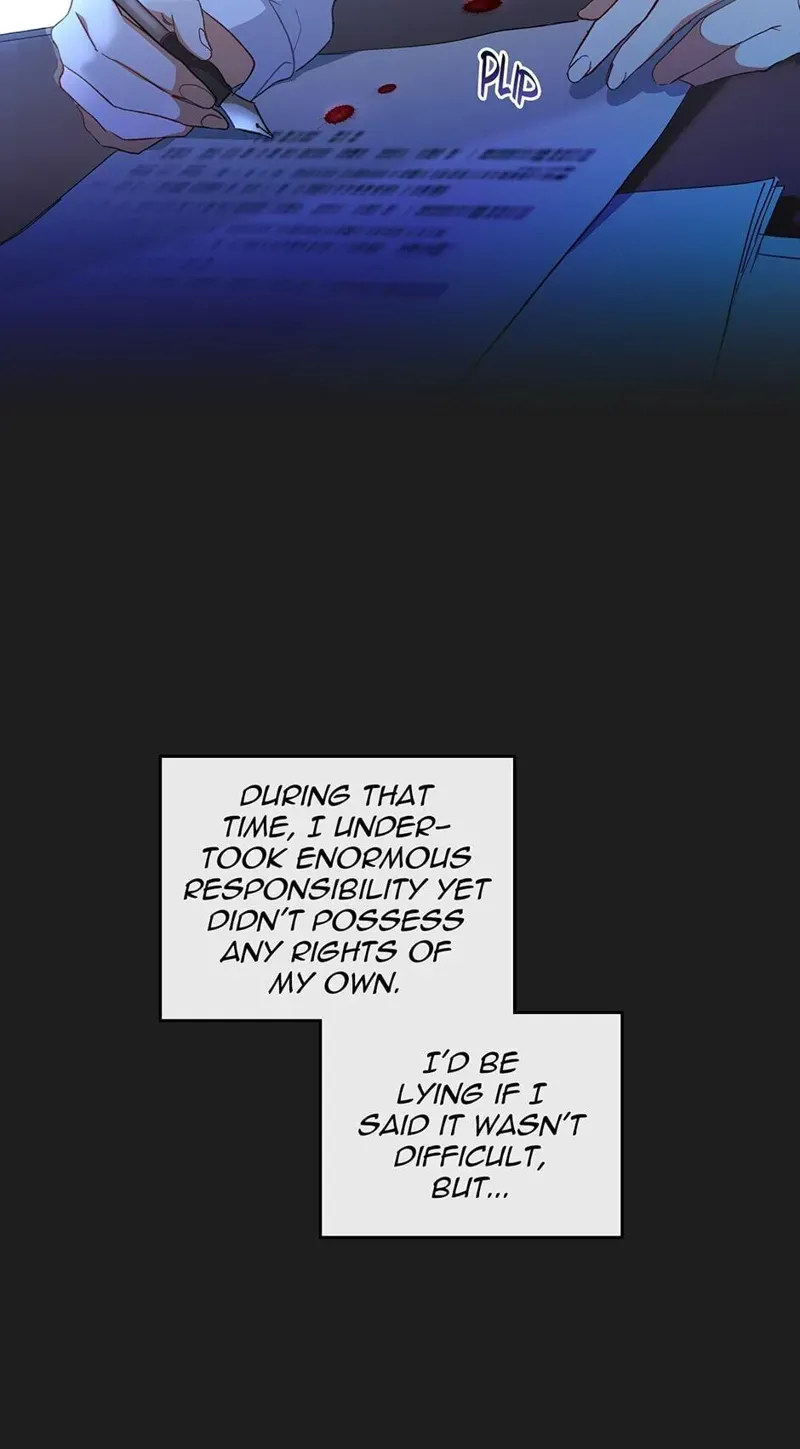 PLIP
DURING THAT
TIME, I UNDER-
TOOK ENORMOUS
RESPONSIBILITY YET
DIDN'T POSSESS
ANY RIGHTS OF
MY OWN.
I'D BE
LYING IF I
SAID IT WASN'T
DIFFICULT,
BUT...